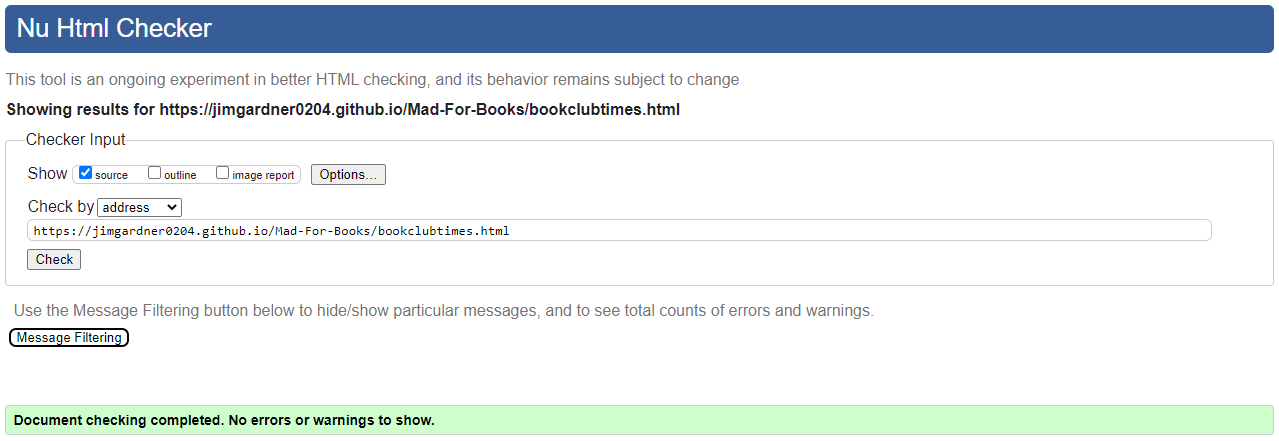 Nu Html Checker
This tool is an ongoing experiment in better HTML checking, and its behavior remains subject to change
Showing results for https://jimgardner0204.github.io/Mad-For-Books/bookclubtimes.html
Checker Input
Show source outline image report Options...
Check by address
https://jimgardner0204.github.io/Mad-For-Books/bookclubtimes.html
Check
Use the Message Filtering button below to hide/show particular messages, and to see total counts of errors and warnings.
Message Filtering
Document checking completed. No errors or warnings to show.